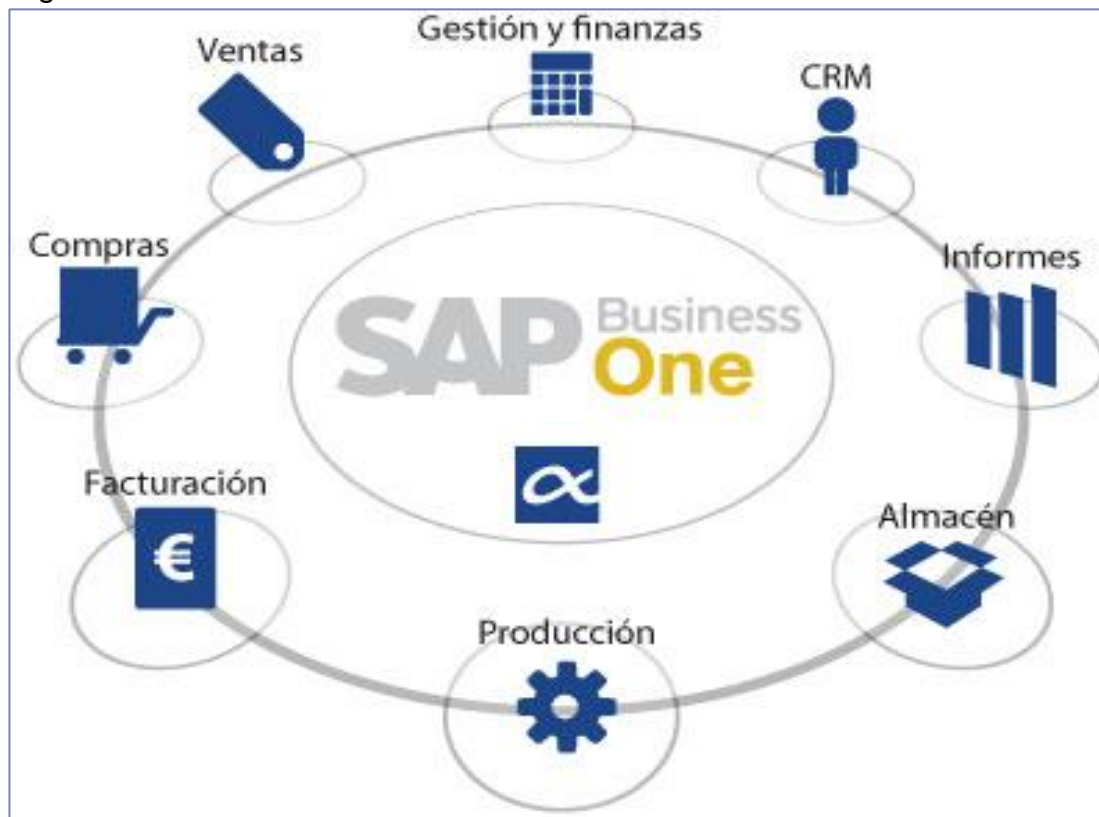 Gestión y finanzas
Ventas
CRM
Compras
Informes
SAP Business One
Facturación
€
Almacén
Producción